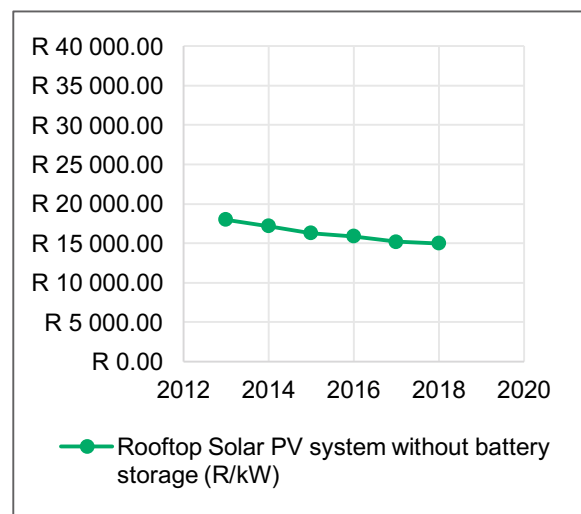 R 40 000.00
R 35 000.00
R 30 000.00
R 25 000.00
R 20 000.00
R 15 000.00
R 10 000.00
R 5 000.00
R 0.00
2012 2014 2016 2018 2020
Rooftop Solar PV system without battery
storage (R/kW)